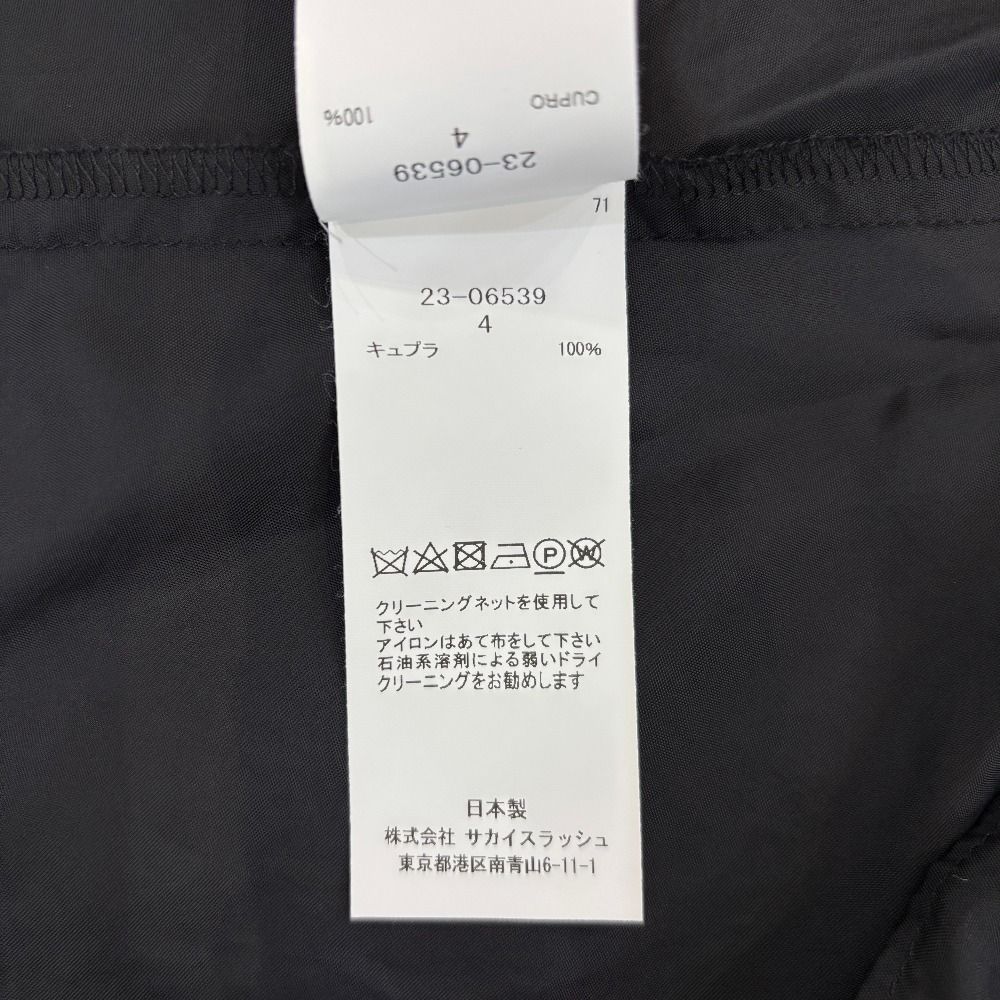 CUPRO 100%
4
23-06539
71
23-06539
4
キュプラ 100%
P W
クリーニングネットを使用して
下さい
アイロンはあて布をして下さい
石油系溶剤による弱いドライ
クリーニングをお勧めします
日本製
株式会社 サカイスラッシュ
東京都港区南青山6-11-1